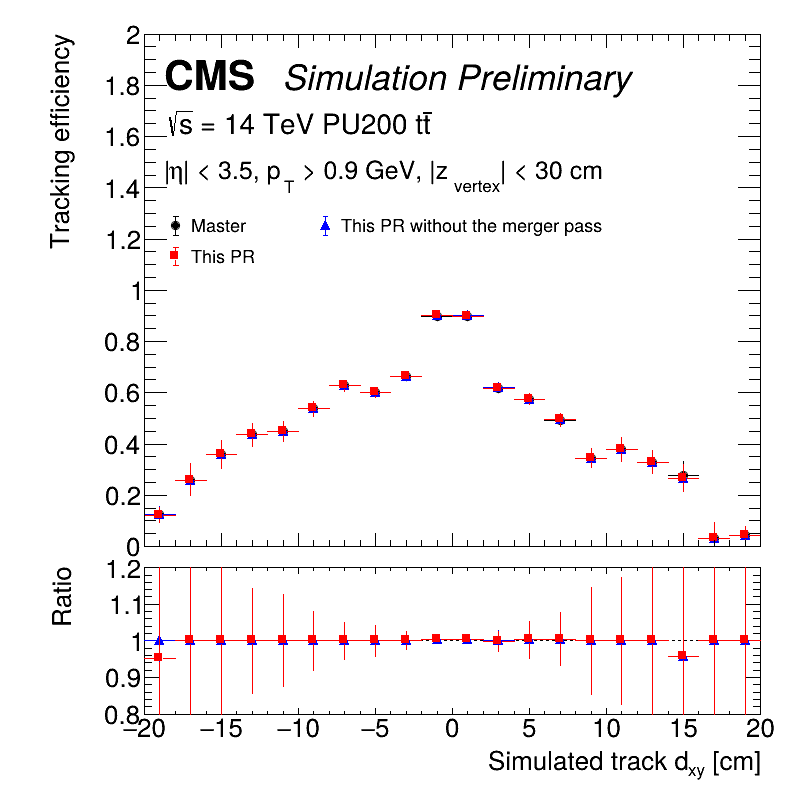 CMS Simulation Preliminary
√s = 14 TeV PU200 tt̅
|η| < 3.5, p_T > 0.9 GeV, |z_vertex| < 30 cm
Master
This PR without the merger pass
This PR
Tracking efficiency
2
1.8
1.6
1.4
1.2
1
0.8
0.6
0.4
0.2
0
Ratio
1.2
1.1
1
0.9
0.8
−20 −15 −10 −5 0 5 10 15 20
Simulated track d_xy [cm]